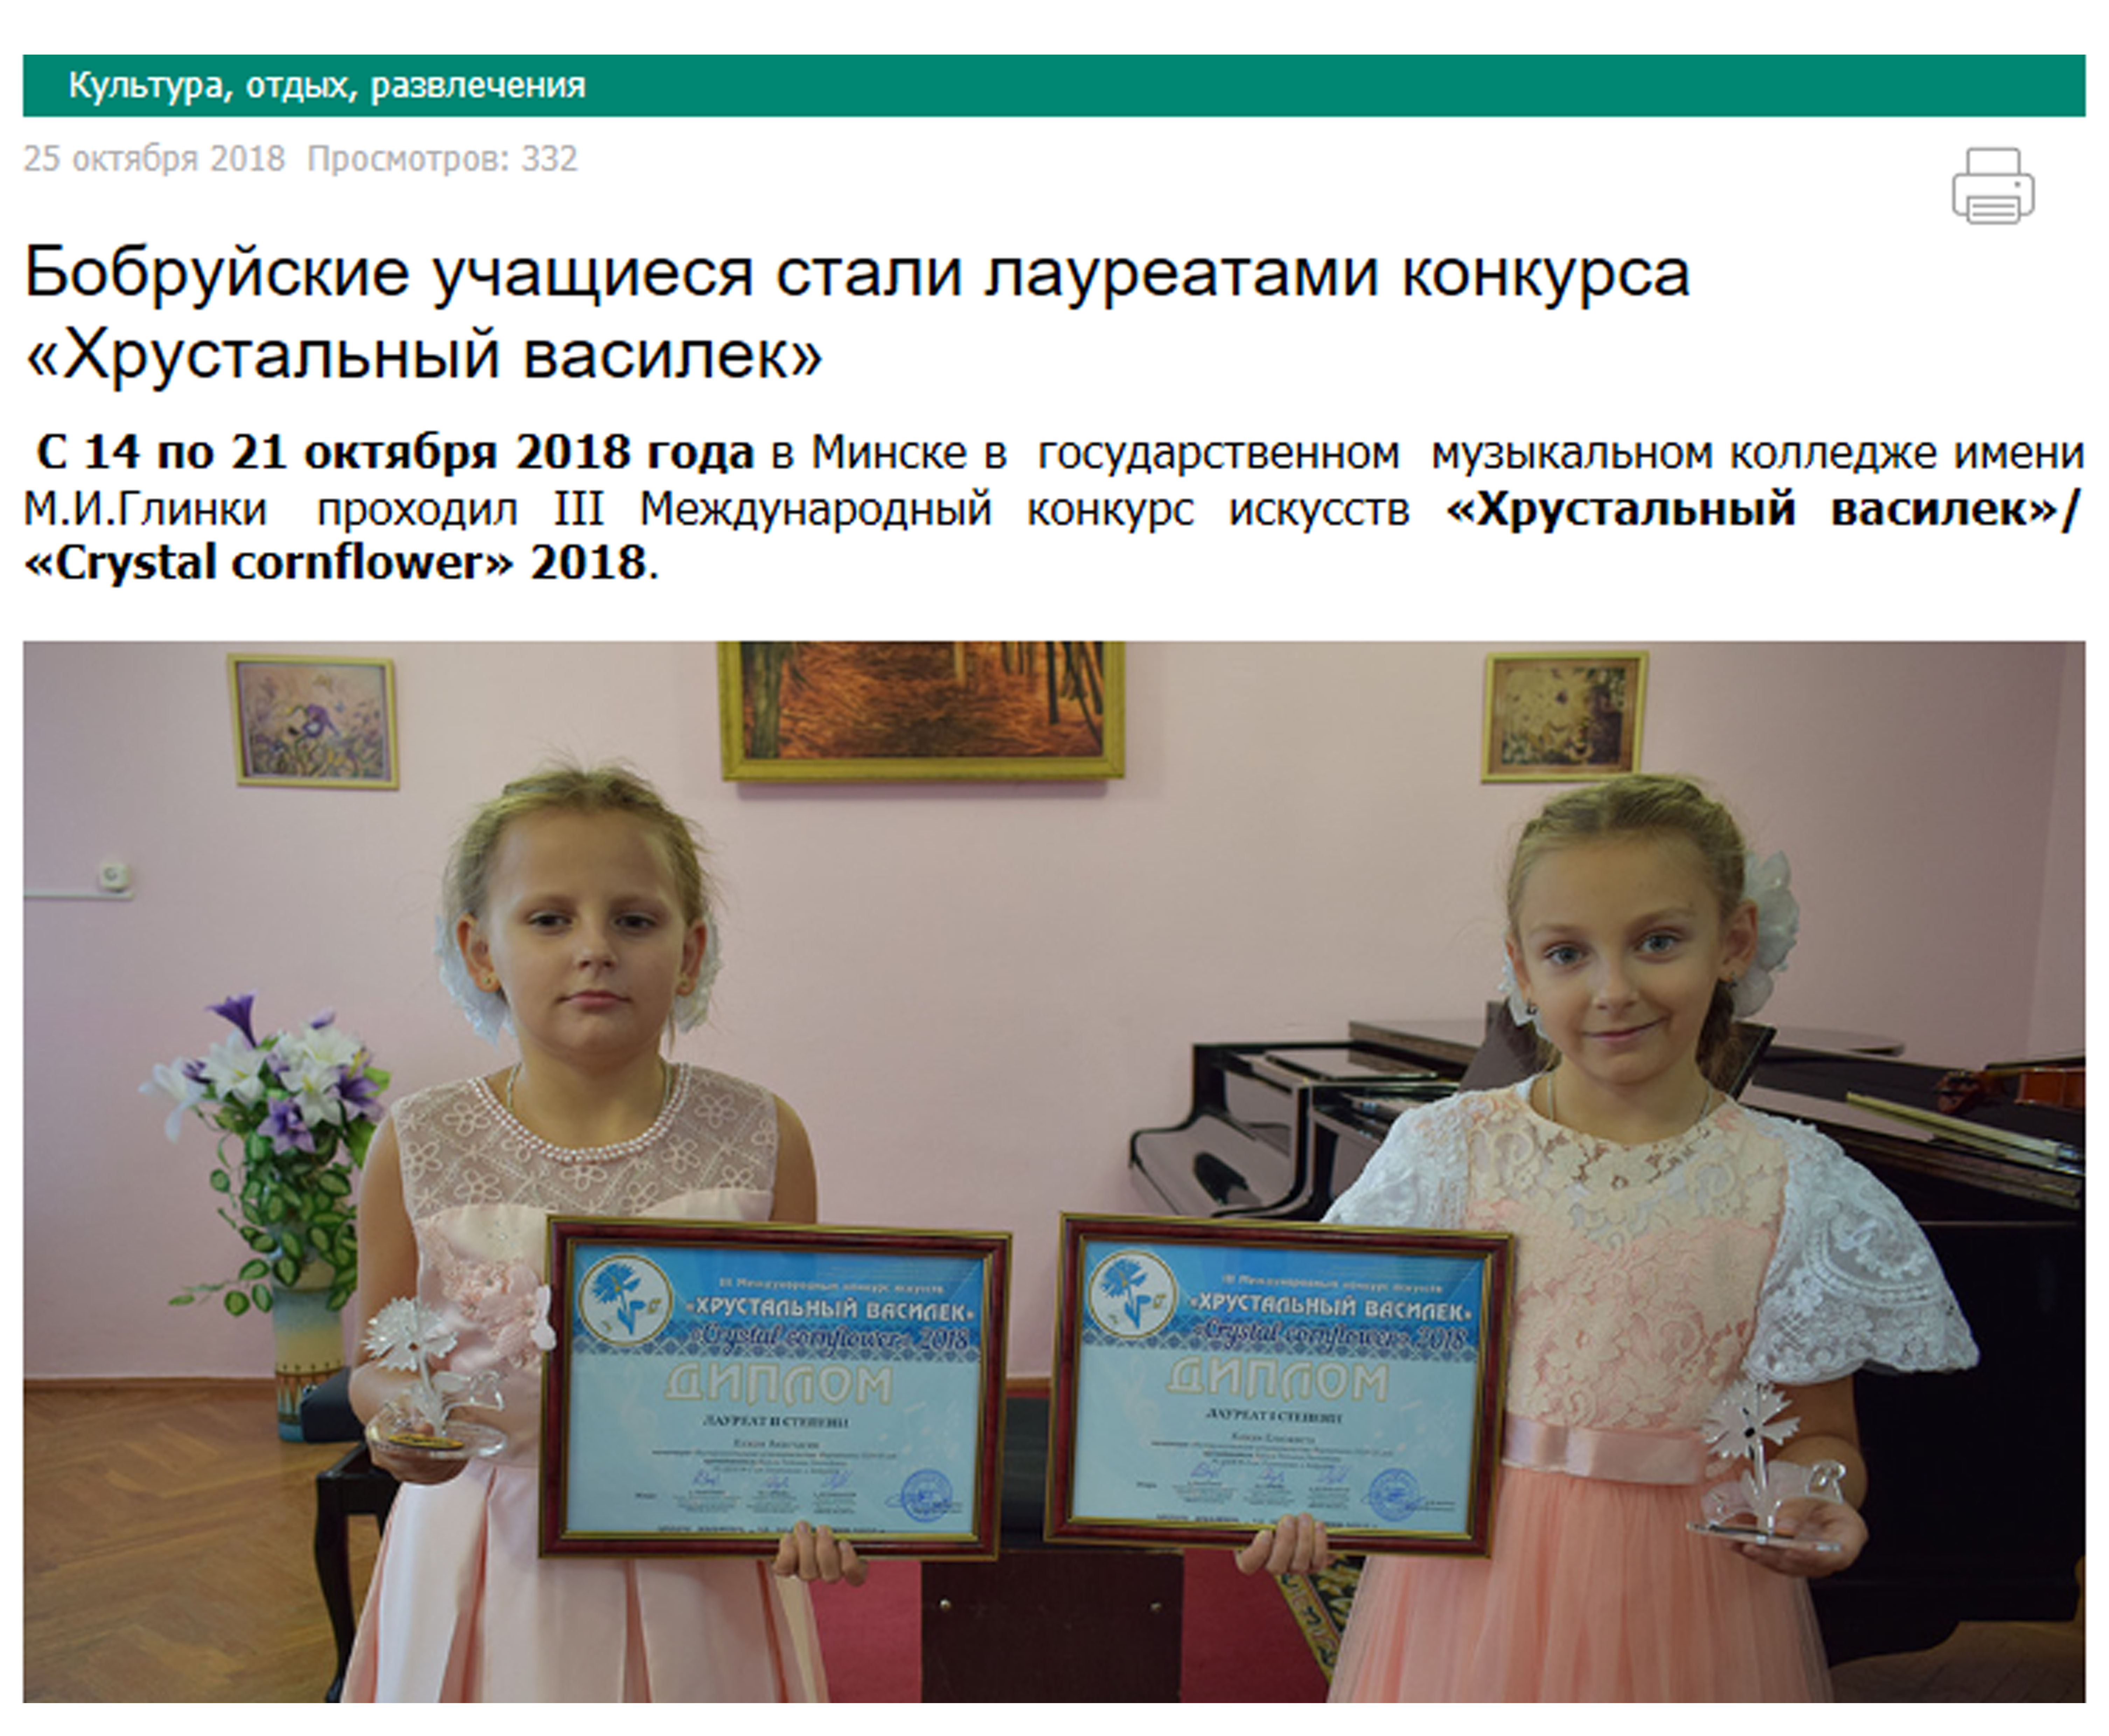 Культура, отдых, развлечения
25 октября 2018 Просмотров: 332
Бобруйские учащиеся стали лауреатами конкурса
«Хрустальный василек»
С 14 по 21 октября 2018 года в Минске в государственном музыкальном колледже имени
М.И.Глинки проходил III Международный конкурс искусств «Хрустальный василек»/
«Crystal cornflower» 2018.
III Международный конкурс искусств
«ХРУСТАЛЬНЫЙ ВАСИЛЕК»
«Crystal cornflower» 2018
ДИПЛОМ
ЛАУРЕАТ II СТЕПЕНИ
III Международный конкурс искусств
«ХРУСТАЛЬНЫЙ ВАСИЛЕК»
«Crystal cornflower» 2018
ДИПЛОМ
ЛАУРЕАТ I СТЕПЕНИ